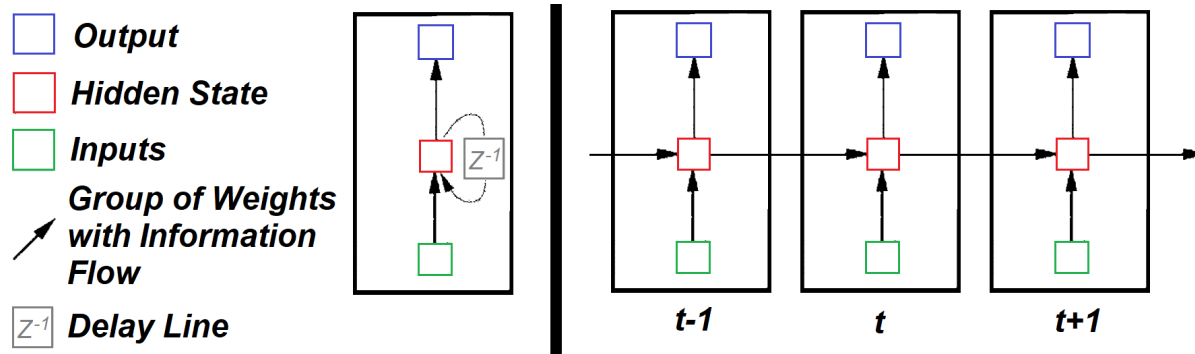 Output
Hidden State
Inputs
Group of Weights
with Information
Flow
Z⁻¹ Delay Line
Z⁻¹
t-1
t
t+1